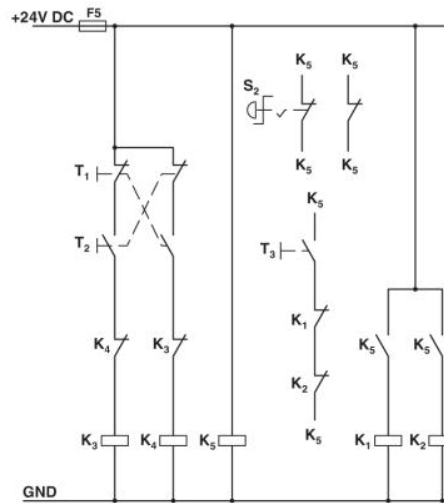 +24V DC
F5
K5 K5
S2
K5 K5
T1
K5
T2
T3
K1
K4 K3
K5 K5
K2
K3 K4 K5
K5
K1 K2
GND